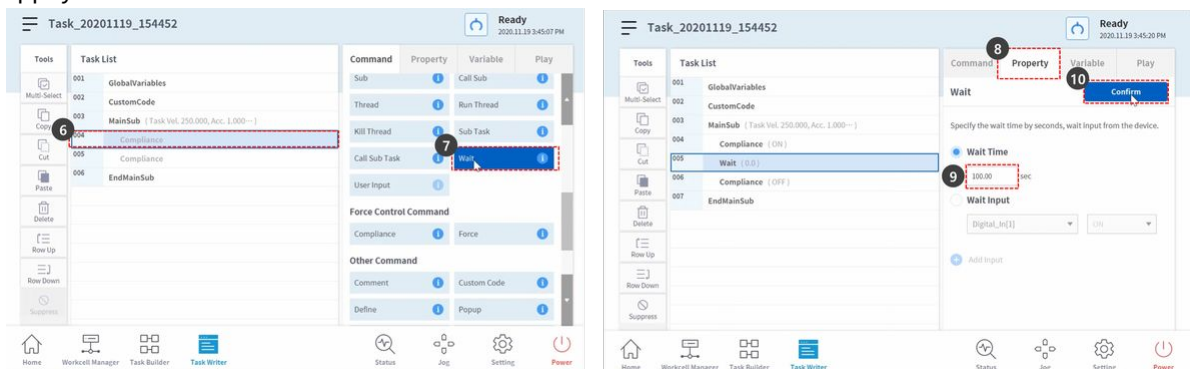 Task_20201119_154452
Ready
2020.11.19 3:45:07 PM
Tools
Task List
Command Property Variable Play
Multi-Select
Copy
Cut
Paste
Delete
Row Up
Row Down
Suppress
001 GlobalVariables
002 CustomCode
003 MainSub ( Task Vel. 250.000, Acc. 1.000··· )
6
004 Compliance
005 Compliance
006 EndMainSub
Sub Call Sub
Thread Run Thread
Kill Thread Sub Task
7
Call Sub Task Wait
User Input
Force Control Command
Compliance Force
Other Command
Comment Custom Code
Define Popup
Home Workcell Manager Task Builder Task Writer Status Jog Setting Power
Task_20201119_154452
Ready
2020.11.19 3:45:20 PM
8
Tools
Task List
Command Property Variable Play
Multi-Select
Copy
Cut
Paste
Delete
Row Up
Row Down
Suppress
001 GlobalVariables
002 CustomCode
003 MainSub ( Task Vel. 250.000, Acc. 1.000··· )
004 Compliance ( ON )
005 Wait ( 0.0 )
006 Compliance ( OFF )
007 EndMainSub
10
Wait Confirm
Specify the wait time by seconds, wait input from the device.
Wait Time
9 100.00 sec
Wait Input
Digital_In[1] ON
Add Input
Home Workcell Manager Task Builder Task Writer Status Jog Setting Power